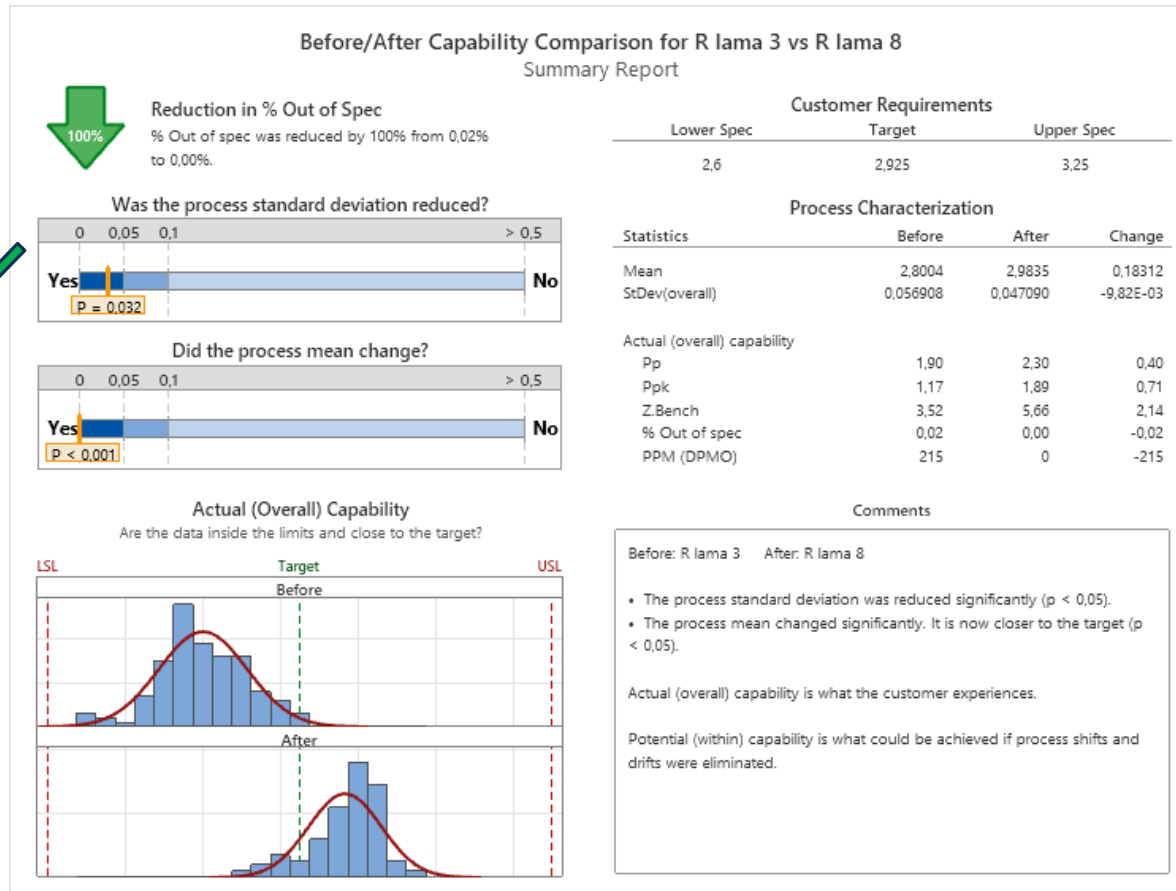 Before/After Capability Comparison for R lama 3 vs R lama 8
Summary Report
100%
Reduction in % Out of Spec
% Out of spec was reduced by 100% from 0,02%
to 0,00%.
Was the process standard deviation reduced?
0 0,05 0,1 > 0,5
Yes No
P = 0,032
Did the process mean change?
0 0,05 0,1 > 0,5
Yes No
P < 0,001
Actual (Overall) Capability
Are the data inside the limits and close to the target?
LSL Target USL
Before
After
Customer Requirements
Lower Spec Target Upper Spec
2,6 2,925 3,25
Process Characterization
Statistics Before After Change
Mean 2,8004 2,9835 0,18312
StDev(overall) 0,056908 0,047090 -9,82E-03
Actual (overall) capability
Pp 1,90 2,30 0,40
Ppk 1,17 1,89 0,71
Z.Bench 3,52 5,66 2,14
% Out of spec 0,02 0,00 -0,02
PPM (DPMO) 215 0 -215
Comments
Before: R lama 3 After: R lama 8
• The process standard deviation was reduced significantly (p < 0,05).
• The process mean changed significantly. It is now closer to the target (p
< 0,05).
Actual (overall) capability is what the customer experiences.
Potential (within) capability is what could be achieved if process shifts and
drifts were eliminated.